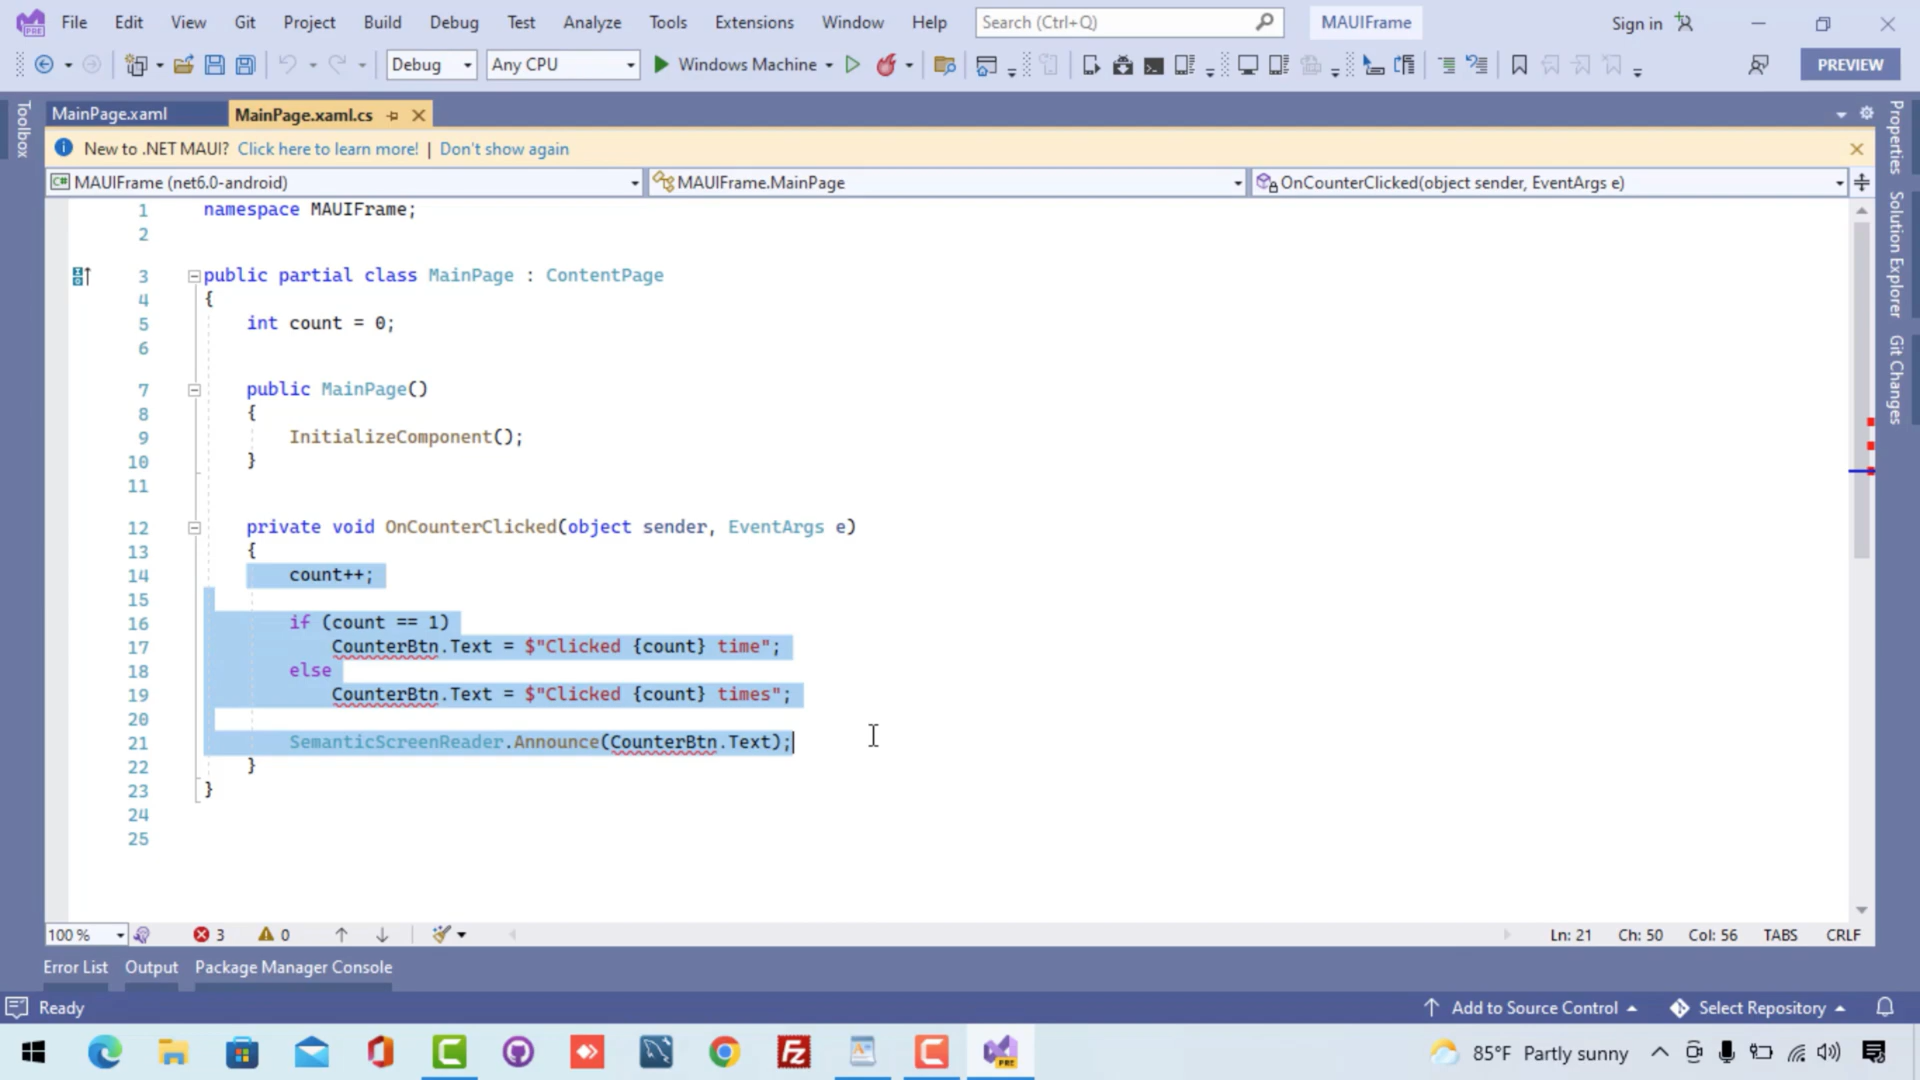 File Edit View Git Project Build Debug Test Analyze Tools Extensions Window Help Search (Ctrl+Q) MAUIFrame Sign in
Debug Any CPU Windows Machine PREVIEW
Toolbox
MainPage.xaml MainPage.xaml.cs
New to .NET MAUI? Click here to learn more! | Don't show again
C# MAUIFrame (net6.0-android) MAUIFrame.MainPage OnCounterClicked(object sender, EventArgs e)
1 namespace MAUIFrame;
2
3 public partial class MainPage : ContentPage
4 {
5 int count = 0;
6
7 public MainPage()
8 {
9 InitializeComponent();
10 }
11
12 private void OnCounterClicked(object sender, EventArgs e)
13 {
14 count++;
15
16 if (count == 1)
17 CounterBtn.Text = $"Clicked {count} time";
18 else
19 CounterBtn.Text = $"Clicked {count} times";
20
21 SemanticScreenReader.Announce(CounterBtn.Text);
22 }
23 }
24
25
Properties
Solution Explorer
Git Changes
100 % 3 0 Ln: 21 Ch: 50 Col: 56 TABS CRLF
Error List Output Package Manager Console
Ready Add to Source Control Select Repository
PRE
85°F Partly sunny